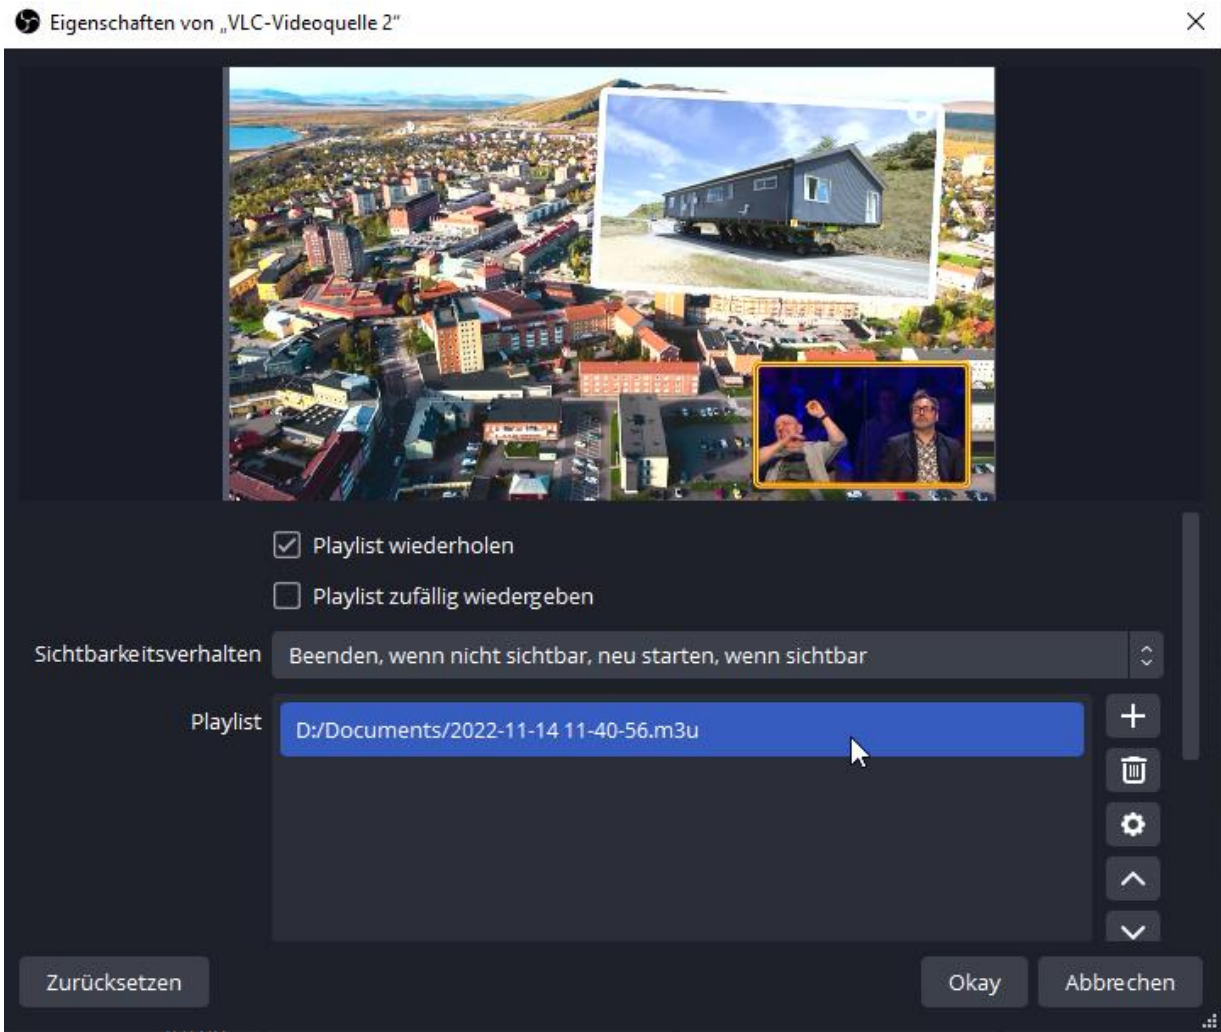 Eigenschaften von „VLC-Videoquelle 2“
Playlist wiederholen
Playlist zufällig wiedergeben
Sichtbarkeitsverhalten
Beenden, wenn nicht sichtbar, neu starten, wenn sichtbar
Playlist
D:/Documents/2022-11-14 11-40-56.m3u
Zurücksetzen
Okay
Abbrechen